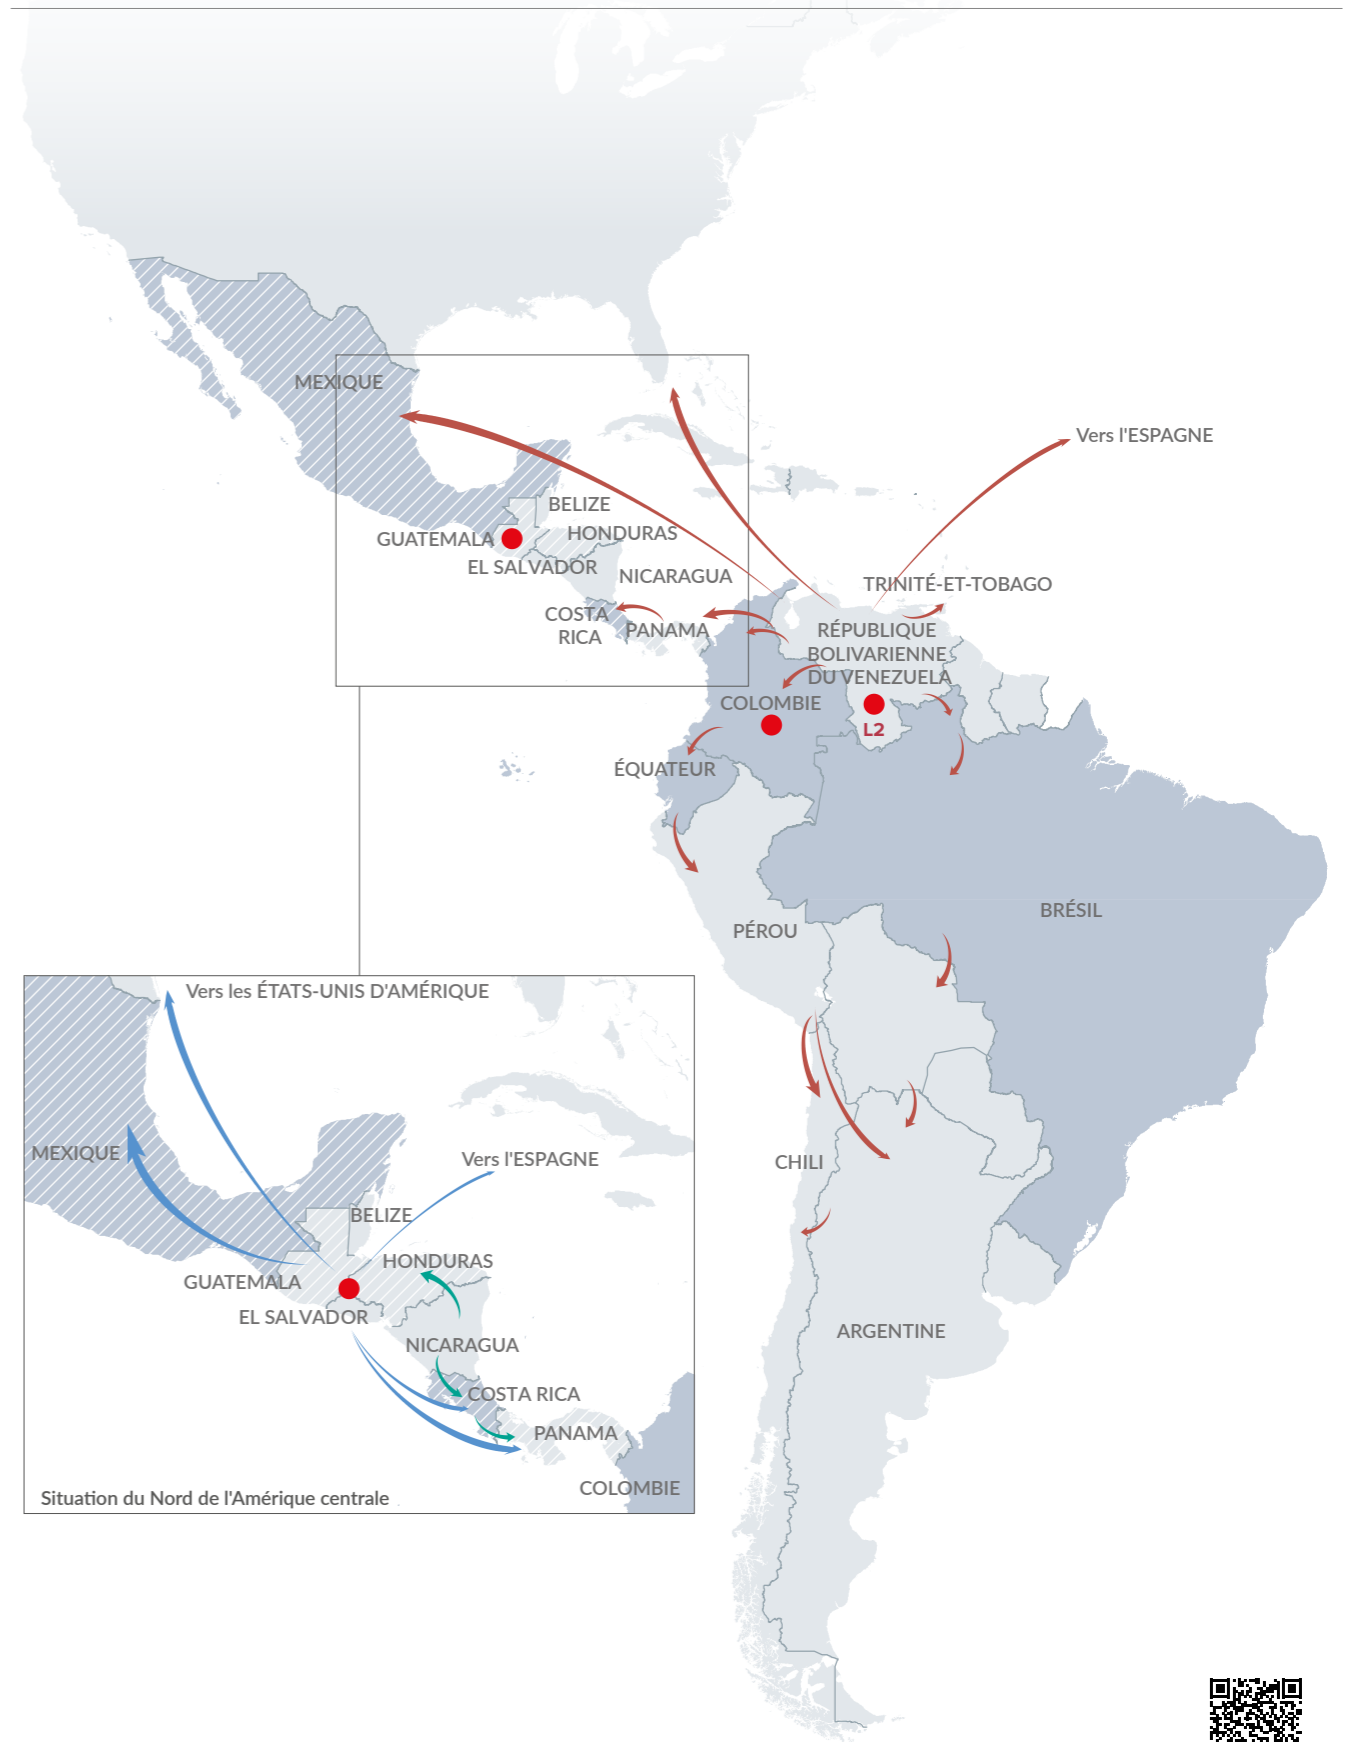 MEXIQUE
Vers l'ESPAGNE
BELIZE
HONDURAS
GUATEMALA
EL SALVADOR
NICARAGUA
TRINITÉ-ET-TOBAGO
COSTA
RICA
PANAMA
RÉPUBLIQUE
BOLIVARIENNE
DU VENEZUELA
COLOMBIE
L2
ÉQUATEUR
BRÉSIL
PÉROU
CHILI
ARGENTINE
Vers les ÉTATS-UNIS D'AMÉRIQUE
MEXIQUE
Vers l'ESPAGNE
BELIZE
HONDURAS
GUATEMALA
EL SALVADOR
NICARAGUA
COSTA RICA
PANAMA
COLOMBIE
Situation du Nord de l'Amérique centrale